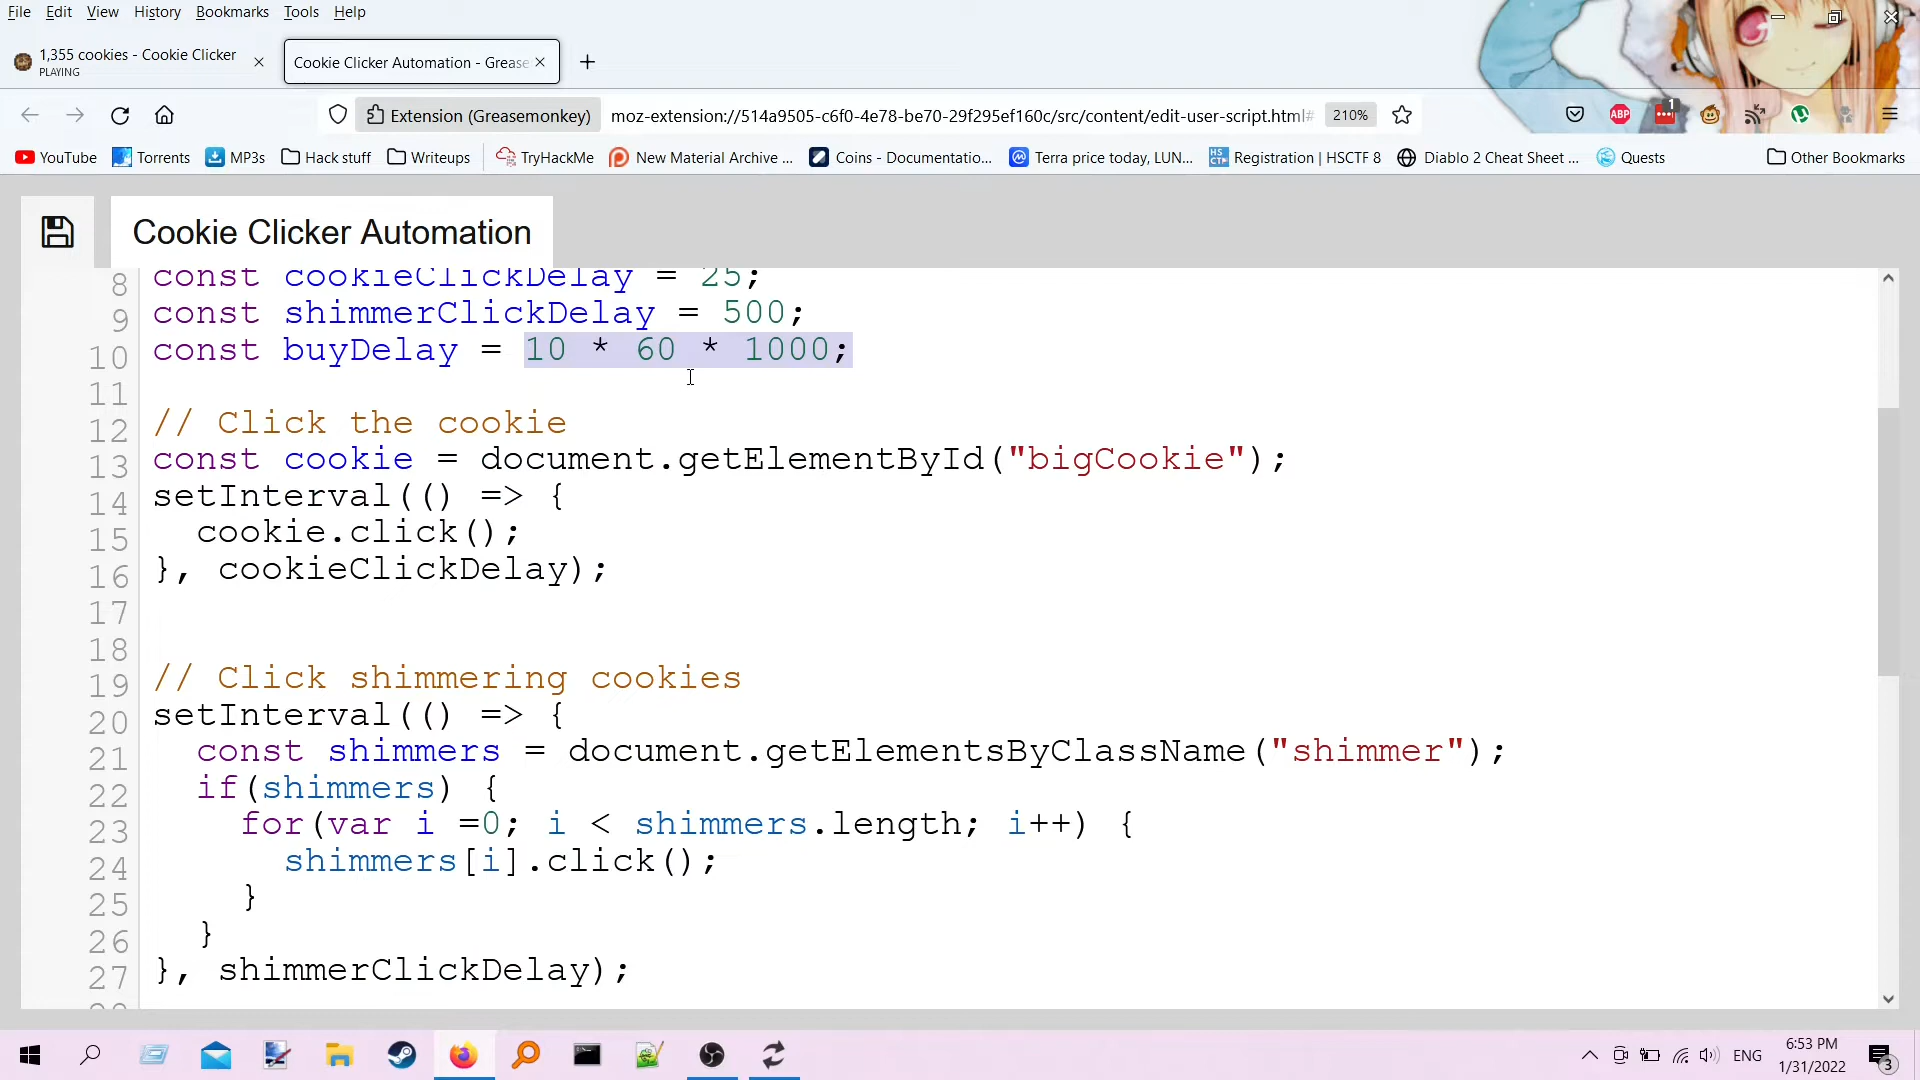 File Edit View History Bookmarks Tools Help
1,355 cookies - Cookie Clicker
PLAYING
Cookie Clicker Automation - Grease
Extension (Greasemonkey)
moz-extension://514a9505-c6f0-4e78-be70-29f295ef160c/src/content/edit-user-script.html#
210%
ABP
1
YouTube
Torrents
MP3s
Hack stuff
Writeups
TryHackMe
New Material Archive ...
Coins - Documentatio...
Terra price today, LUN...
HS
CT
Registration | HSCTF 8
Diablo 2 Cheat Sheet ...
Quests
Other Bookmarks
Cookie Clicker Automation
8 const cookieClickDelay = 25;
9 const shimmerClickDelay = 500;
10 const buyDelay = 10 * 60 * 1000;
11
12 // Click the cookie
13 const cookie = document.getElementById("bigCookie");
14 setInterval(() => {
15 cookie.click();
16 }, cookieClickDelay);
17
18
19 // Click shimmering cookies
20 setInterval(() => {
21 const shimmers = document.getElementsByClassName("shimmer");
22 if(shimmers) {
23 for(var i =0; i < shimmers.length; i++) {
24 shimmers[i].click();
25 }
26 }
27 }, shimmerClickDelay);
ENG
6:53 PM
1/31/2022
3